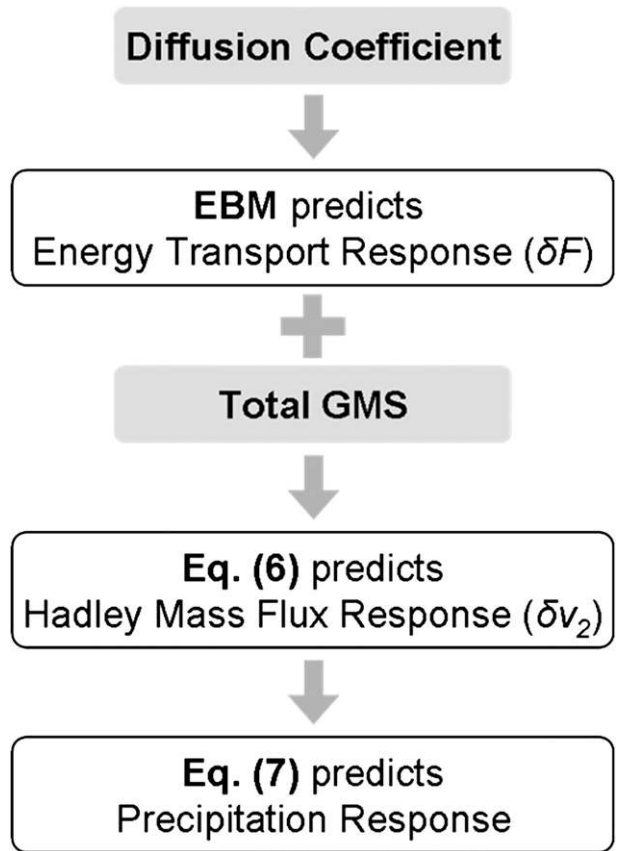 Diffusion Coefficient
EBM predicts
Energy Transport Response (δF)
Total GMS
Eq. (6) predicts
Hadley Mass Flux Response (δv₂)
Eq. (7) predicts
Precipitation Response